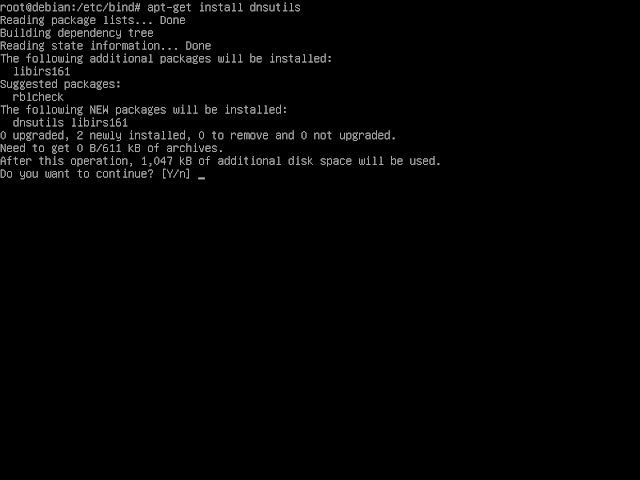 root@debian:/etc/bind# apt-get install dnsutils
Reading package lists... Done
Building dependency tree
Reading state information... Done
The following additional packages will be installed:
  libirs161
Suggested packages:
  rblcheck
The following NEW packages will be installed:
  dnsutils libirs161
0 upgraded, 2 newly installed, 0 to remove and 0 not upgraded.
Need to get 0 B/611 kB of archives.
After this operation, 1,047 kB of additional disk space will be used.
Do you want to continue? [Y/n] _